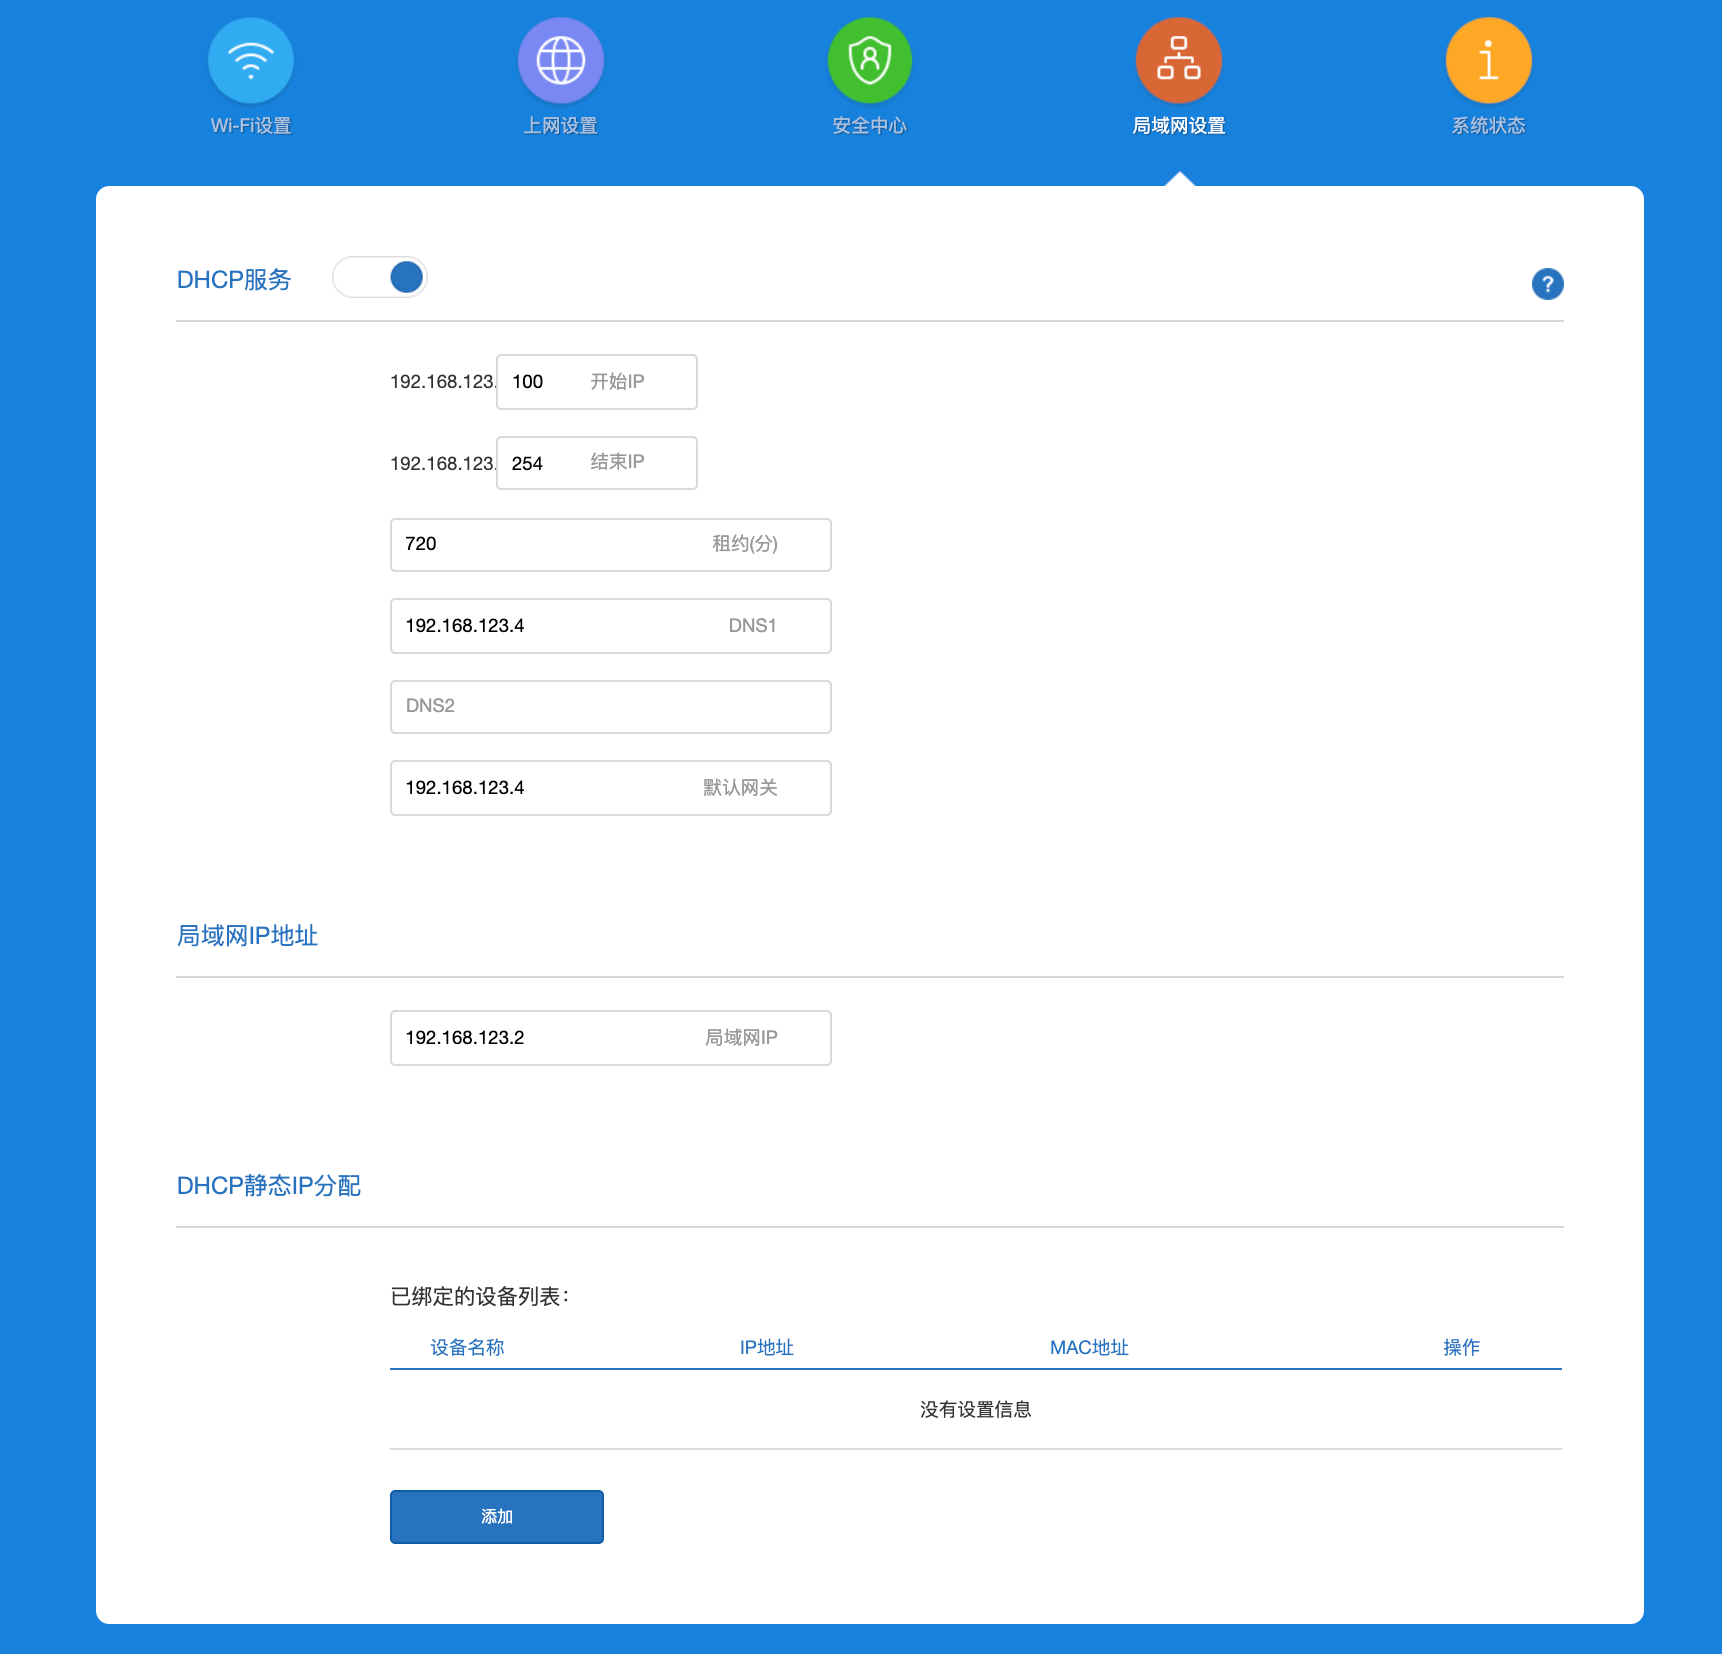 Wi-Fi设置
上网设置
安全中心
局域网设置
系统状态
DHCP服务
?
192.168.123. 100 开始IP
192.168.123. 254 结束IP
720 租约(分)
192.168.123.4 DNS1
DNS2
192.168.123.4 默认网关
局域网IP地址
192.168.123.2 局域网IP
DHCP静态IP分配
已绑定的设备列表：
设备名称 IP地址 MAC地址 操作
没有设置信息
添加